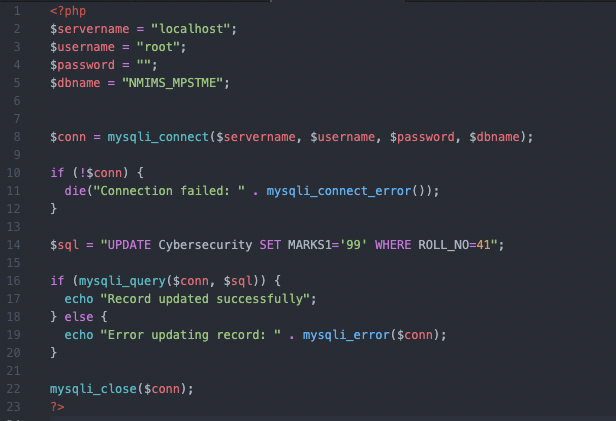 1 <?php
2 $servername = "localhost";
3 $username = "root";
4 $password = "";
5 $dbname = "NMIMS_MPSTME";
6
7
8 $conn = mysqli_connect($servername, $username, $password, $dbname);
9
10 if (!$conn) {
11   die("Connection failed: " . mysqli_connect_error());
12 }
13
14 $sql = "UPDATE Cybersecurity SET MARKS1='99' WHERE ROLL_NO=41";
15
16 if (mysqli_query($conn, $sql)) {
17   echo "Record updated successfully";
18 } else {
19   echo "Error updating record: " . mysqli_error($conn);
20 }
21
22 mysqli_close($conn);
23 ?>